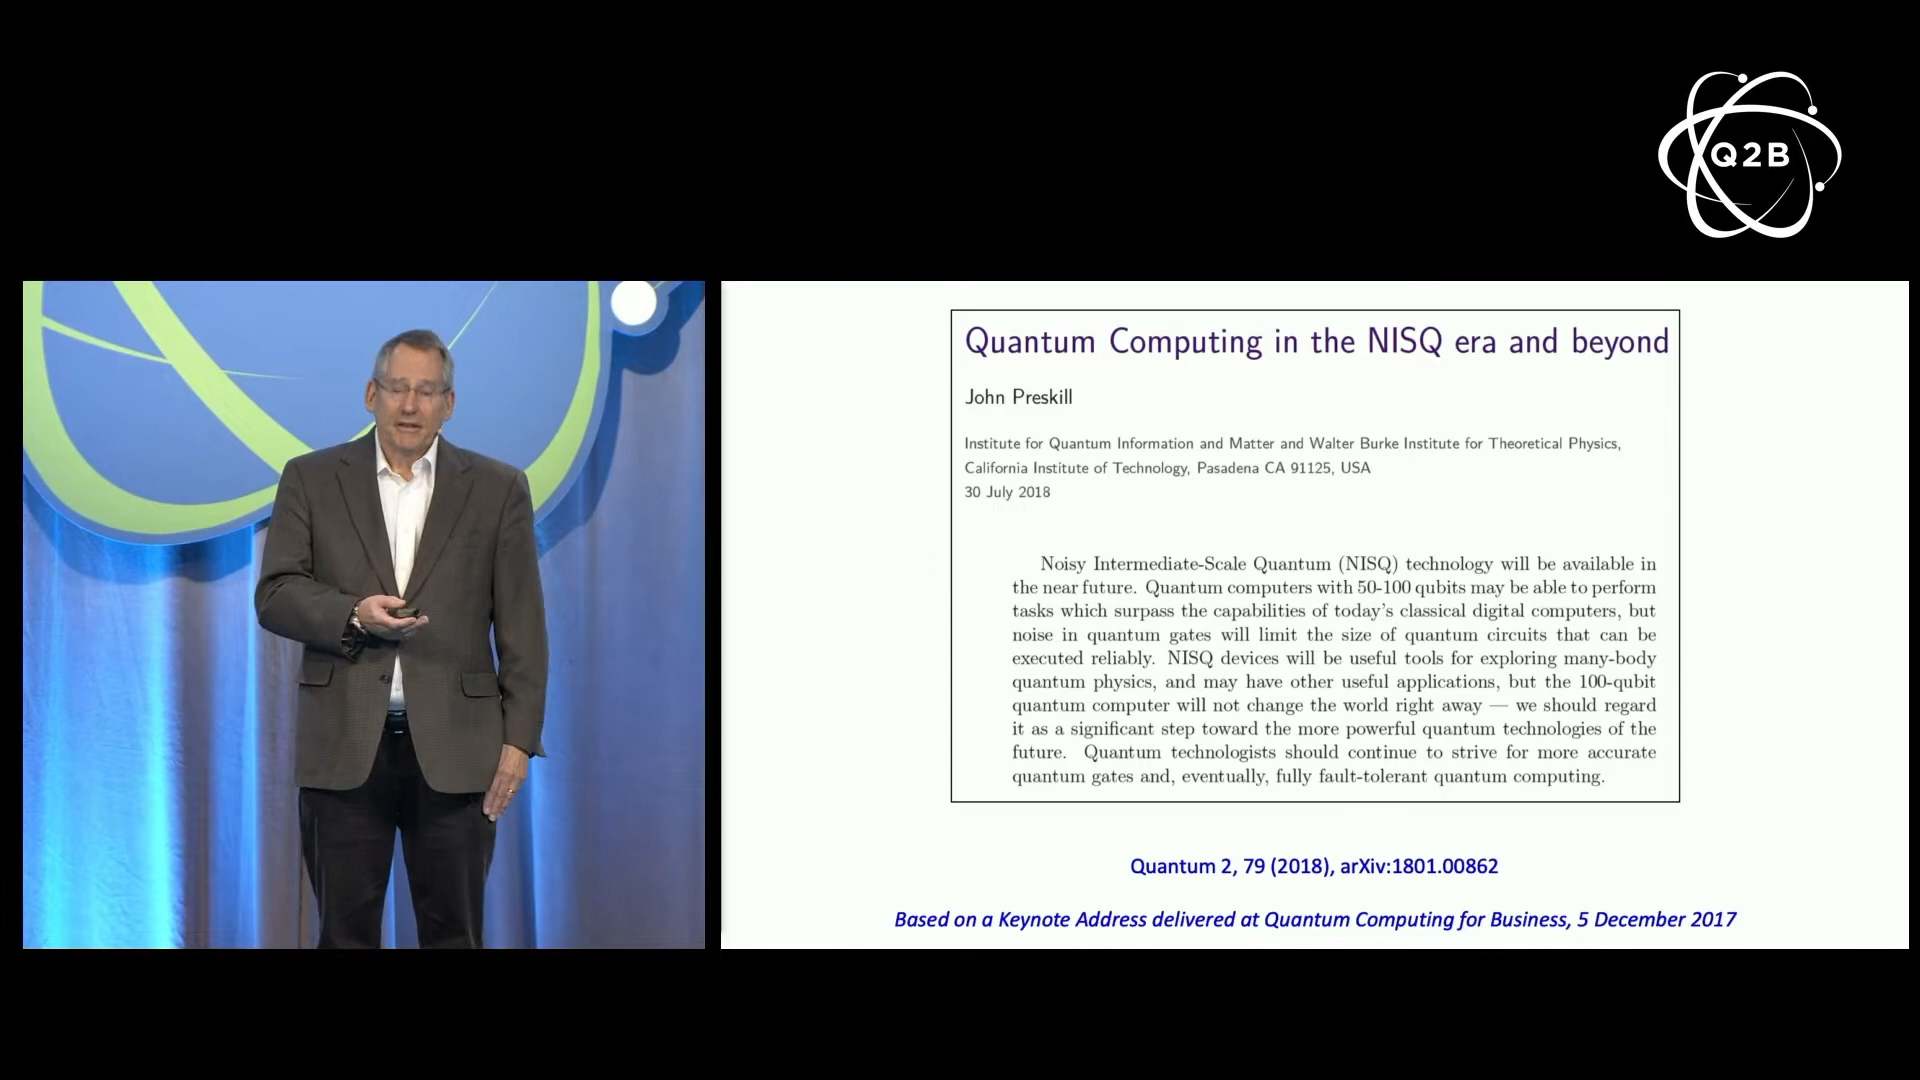 Q2B
Quantum Computing in the NISQ era and beyond
John Preskill
Institute for Quantum Information and Matter and Walter Burke Institute for Theoretical Physics,
California Institute of Technology, Pasadena CA 91125, USA
30 July 2018
Noisy Intermediate-Scale Quantum (NISQ) technology will be available in
the near future. Quantum computers with 50-100 qubits may be able to perform
tasks which surpass the capabilities of today's classical digital computers, but
noise in quantum gates will limit the size of quantum circuits that can be
executed reliably. NISQ devices will be useful tools for exploring many-body
quantum physics, and may have other useful applications, but the 100-qubit
quantum computer will not change the world right away — we should regard
it as a significant step toward the more powerful quantum technologies of the
future. Quantum technologists should continue to strive for more accurate
quantum gates and, eventually, fully fault-tolerant quantum computing.
Quantum 2, 79 (2018), arXiv:1801.00862
Based on a Keynote Address delivered at Quantum Computing for Business, 5 December 2017